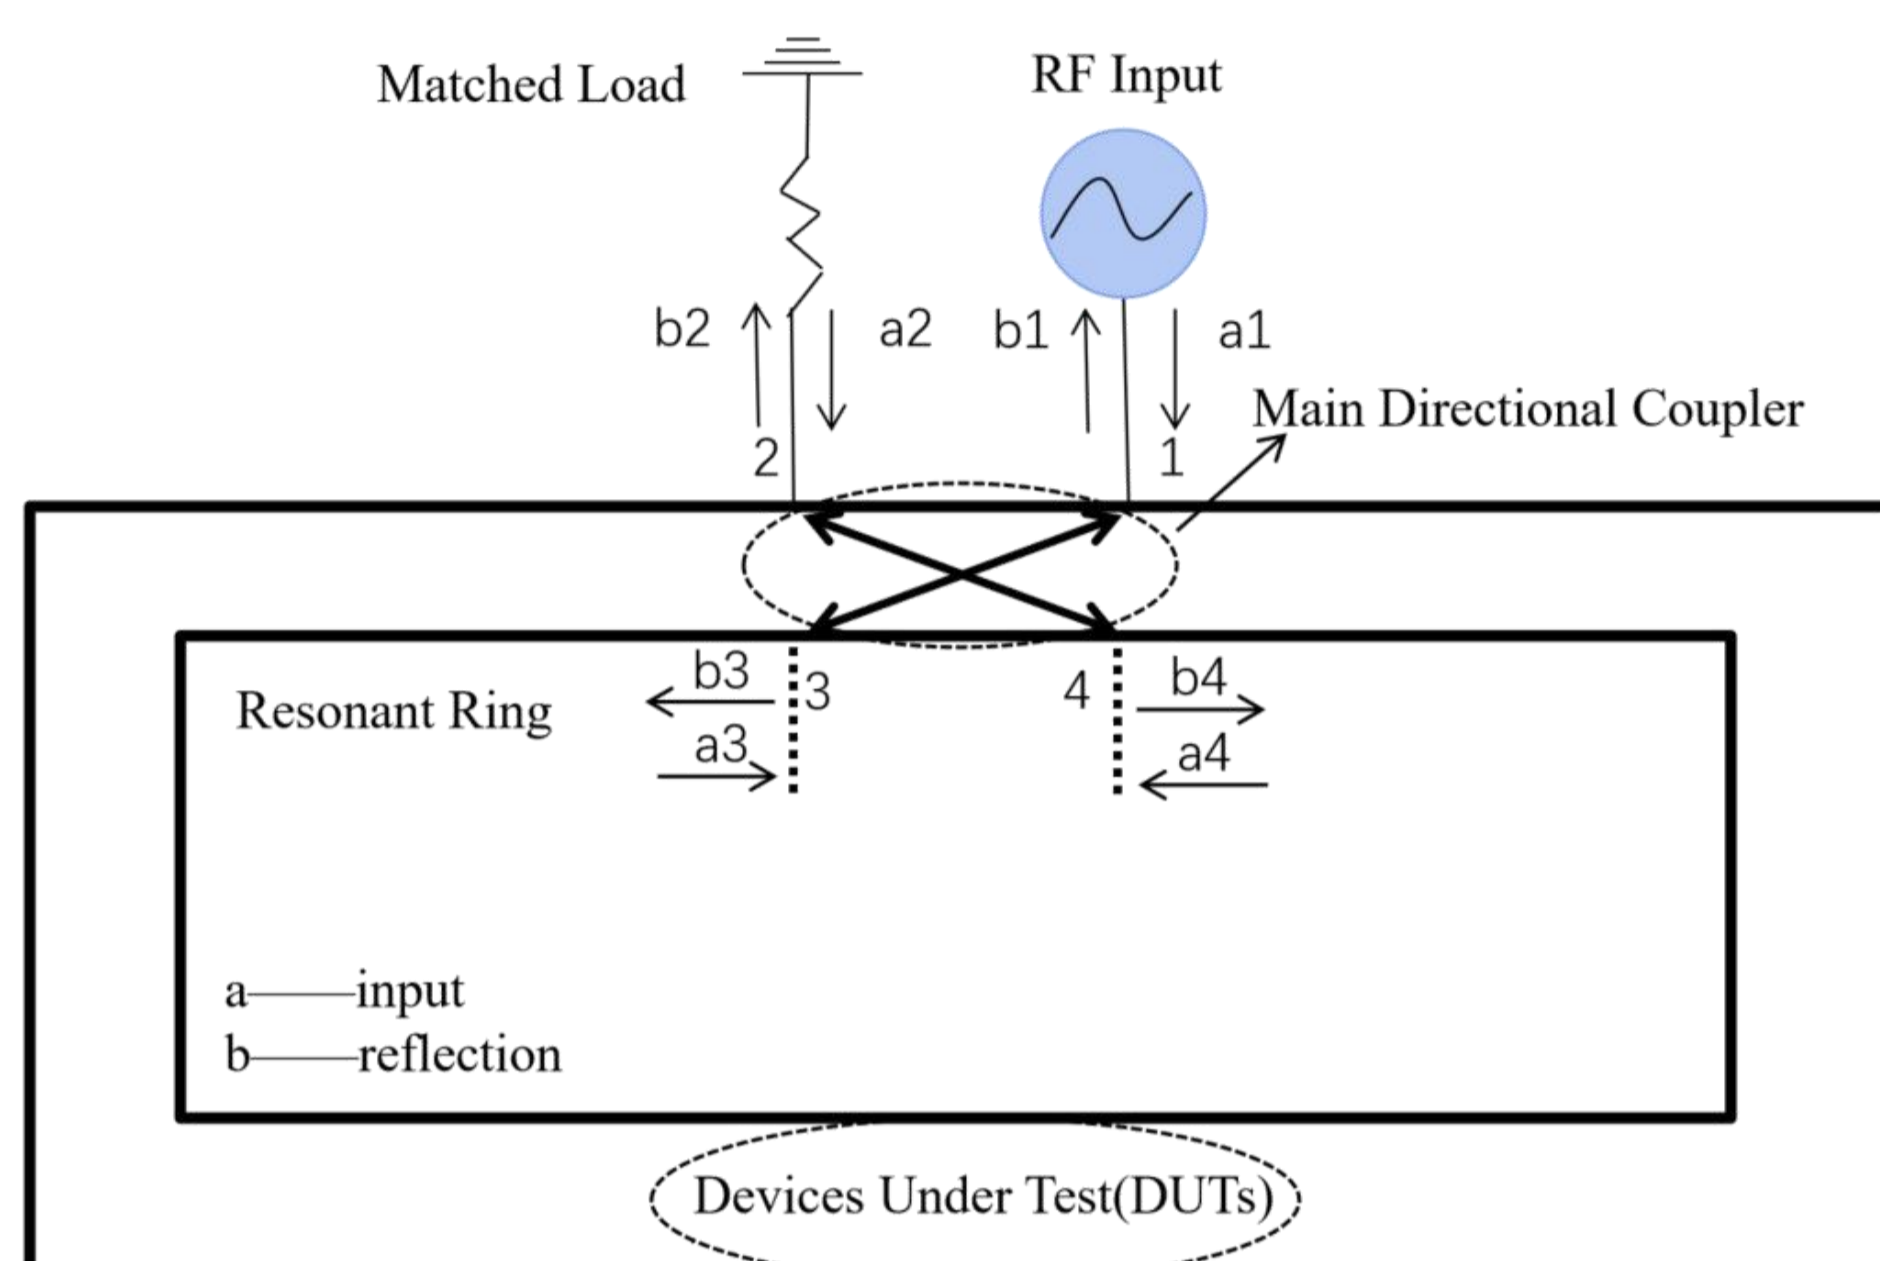 Matched Load
RF Input
b2
a2
b1
a1
Main Directional Coupler
2
1
b3
3
4
b4
Resonant Ring
a3
a4
a——input
b——reflection
Devices Under Test(DUTs)